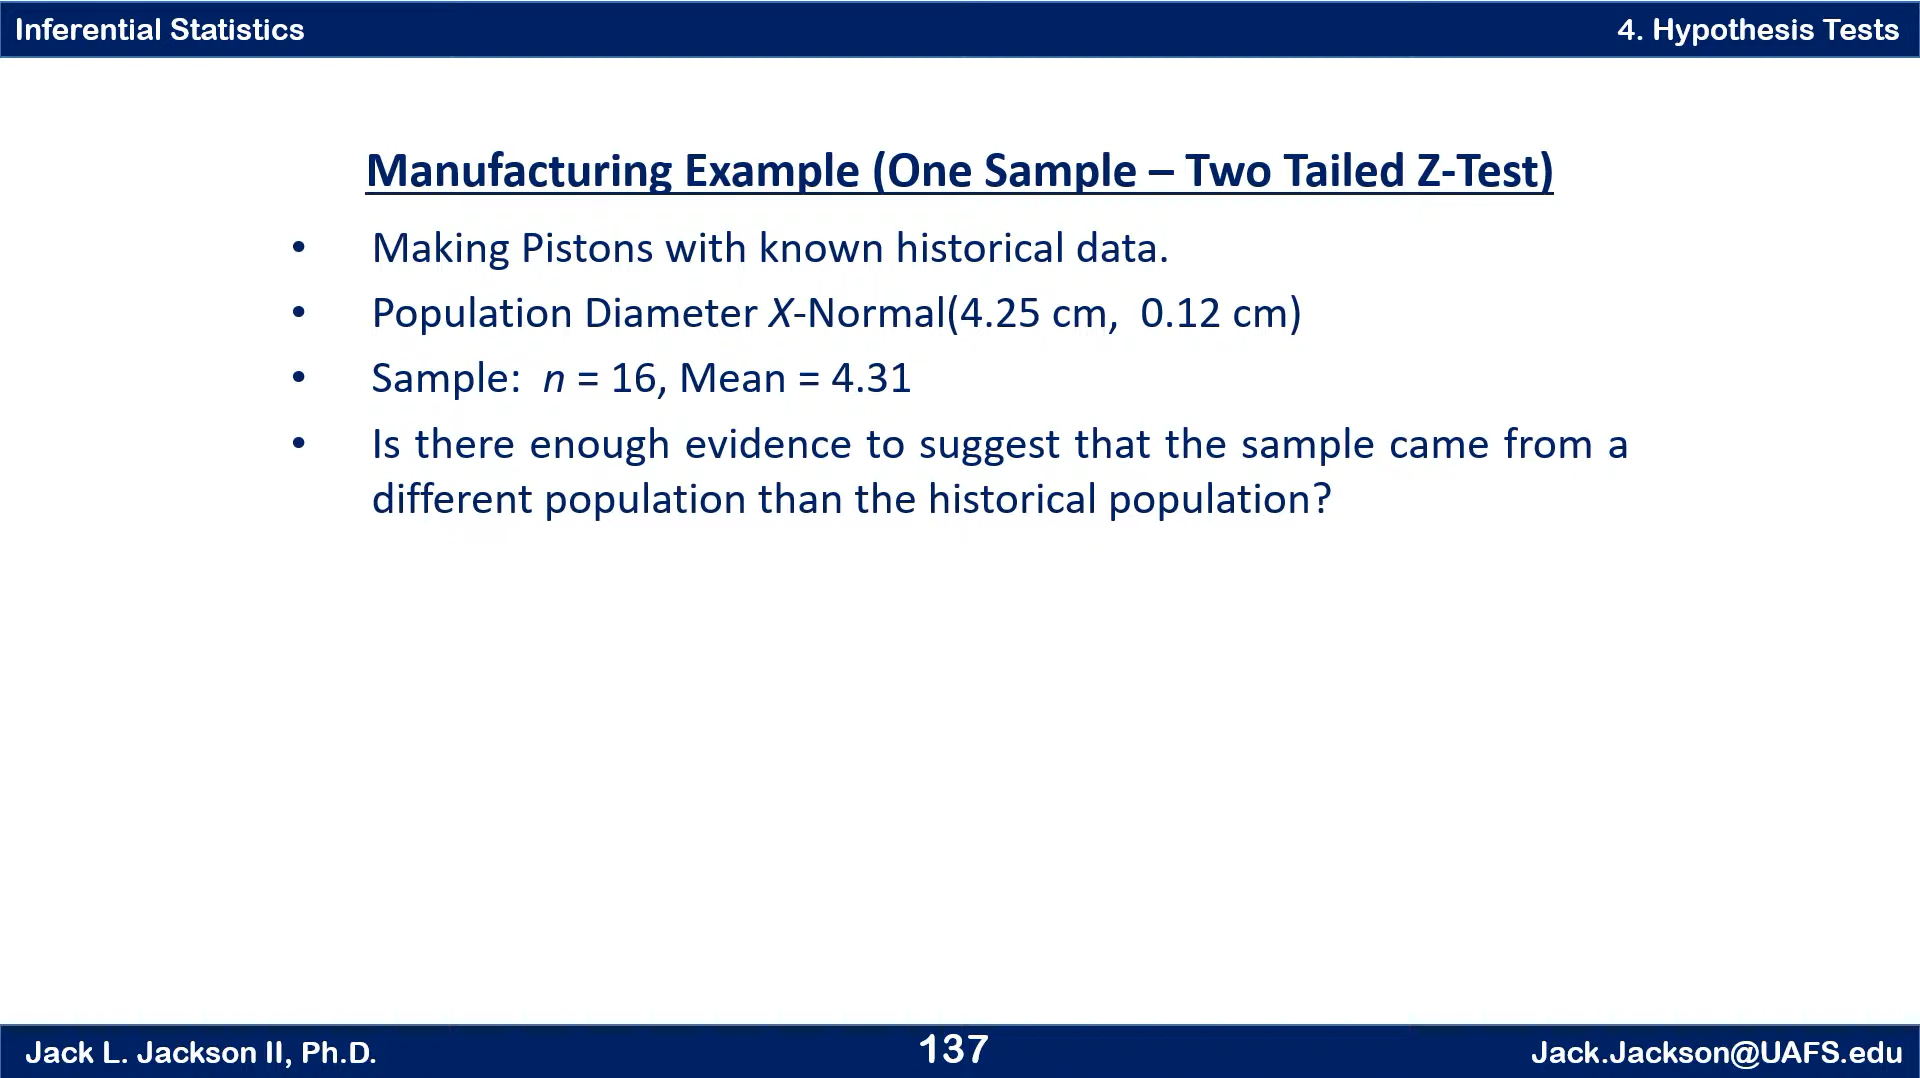 Inferential Statistics
4. Hypothesis Tests
Manufacturing Example (One Sample – Two Tailed Z-Test)
• Making Pistons with known historical data.
• Population Diameter X-Normal(4.25 cm, 0.12 cm)
• Sample: n = 16, Mean = 4.31
• Is there enough evidence to suggest that the sample came from a
different population than the historical population?
Jack L. Jackson II, Ph.D.
137
Jack.Jackson@UAFS.edu